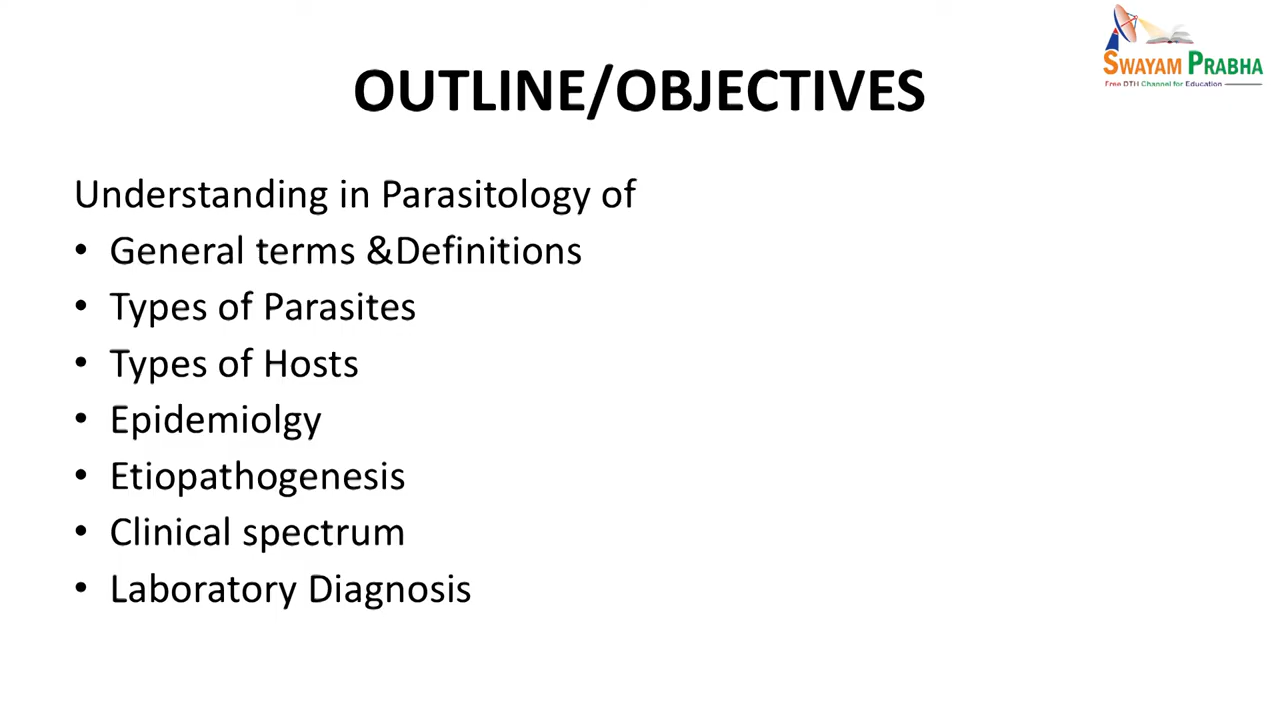 SWAYAM PRABHA
Free DTH Channel for Education
OUTLINE/OBJECTIVES
Understanding in Parasitology of
• General terms &Definitions
• Types of Parasites
• Types of Hosts
• Epidemiolgy
• Etiopathogenesis
• Clinical spectrum
• Laboratory Diagnosis